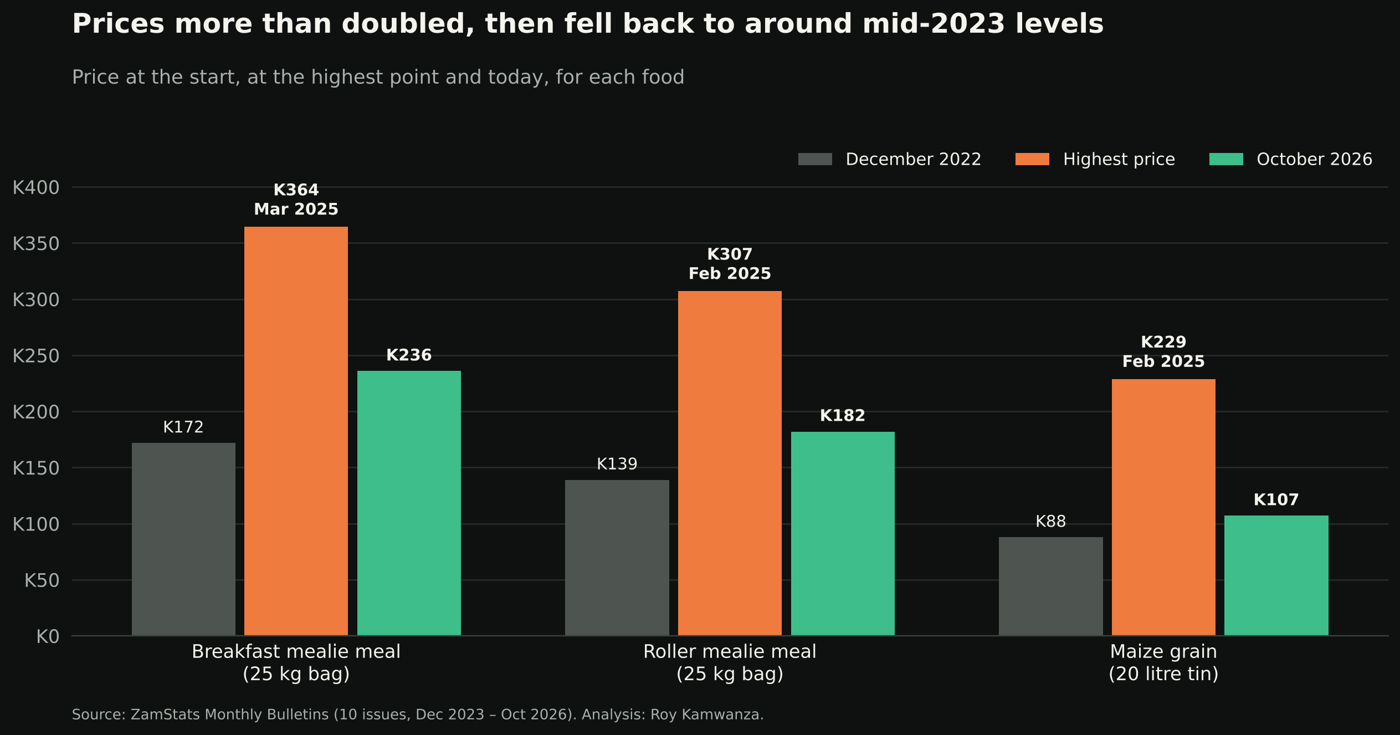 Prices more than doubled, then fell back to around mid-2023 levels
Price at the start, at the highest point and today, for each food
December 2022
Highest price
October 2026
K400
K350
K300
K250
K200
K150
K100
K50
K0
K172
K364
Mar 2025
K236
K139
K307
Feb 2025
K182
K88
K229
Feb 2025
K107
Breakfast mealie meal
(25 kg bag)
Roller mealie meal
(25 kg bag)
Maize grain
(20 litre tin)
Source: ZamStats Monthly Bulletins (10 issues, Dec 2023 – Oct 2026). Analysis: Roy Kamwanza.